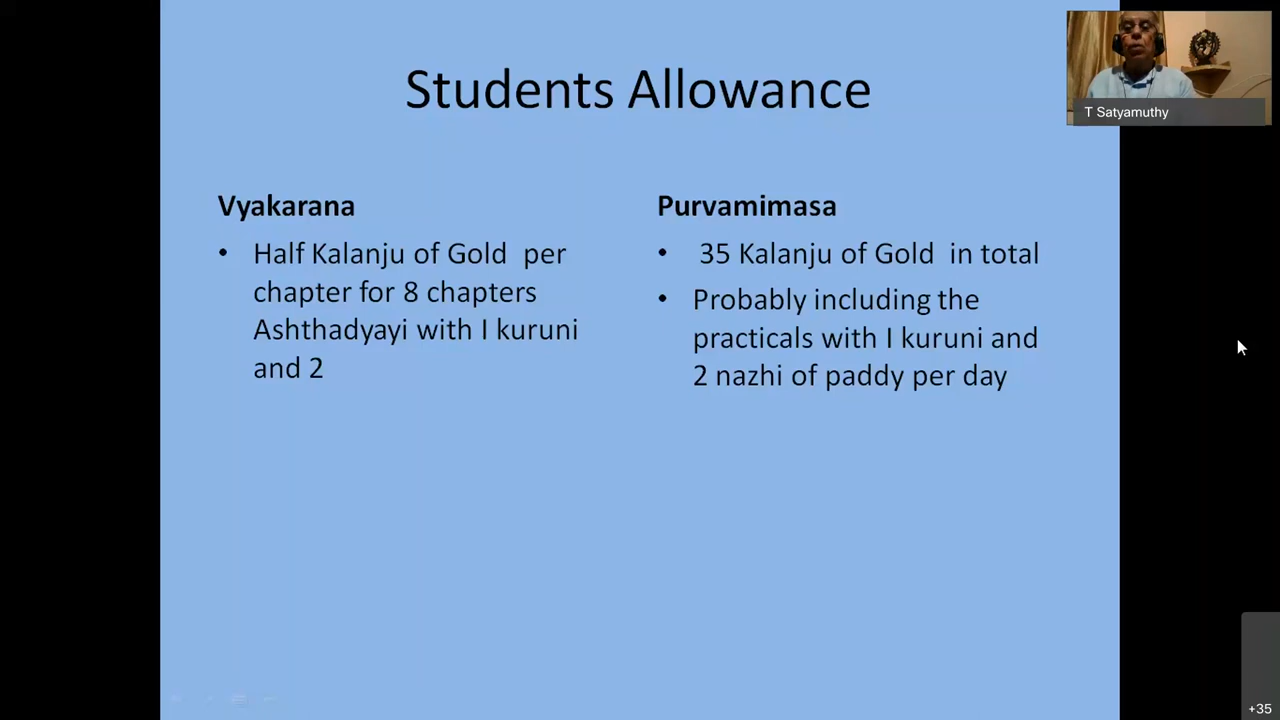 Students Allowance
T Satyamuthy
Vyakarana
• Half Kalanju of Gold per
chapter for 8 chapters
Ashthadyayi with I kuruni
and 2
Purvamimasa
• 35 Kalanju of Gold in total
• Probably including the
practicals with I kuruni and
2 nazhi of paddy per day
+35